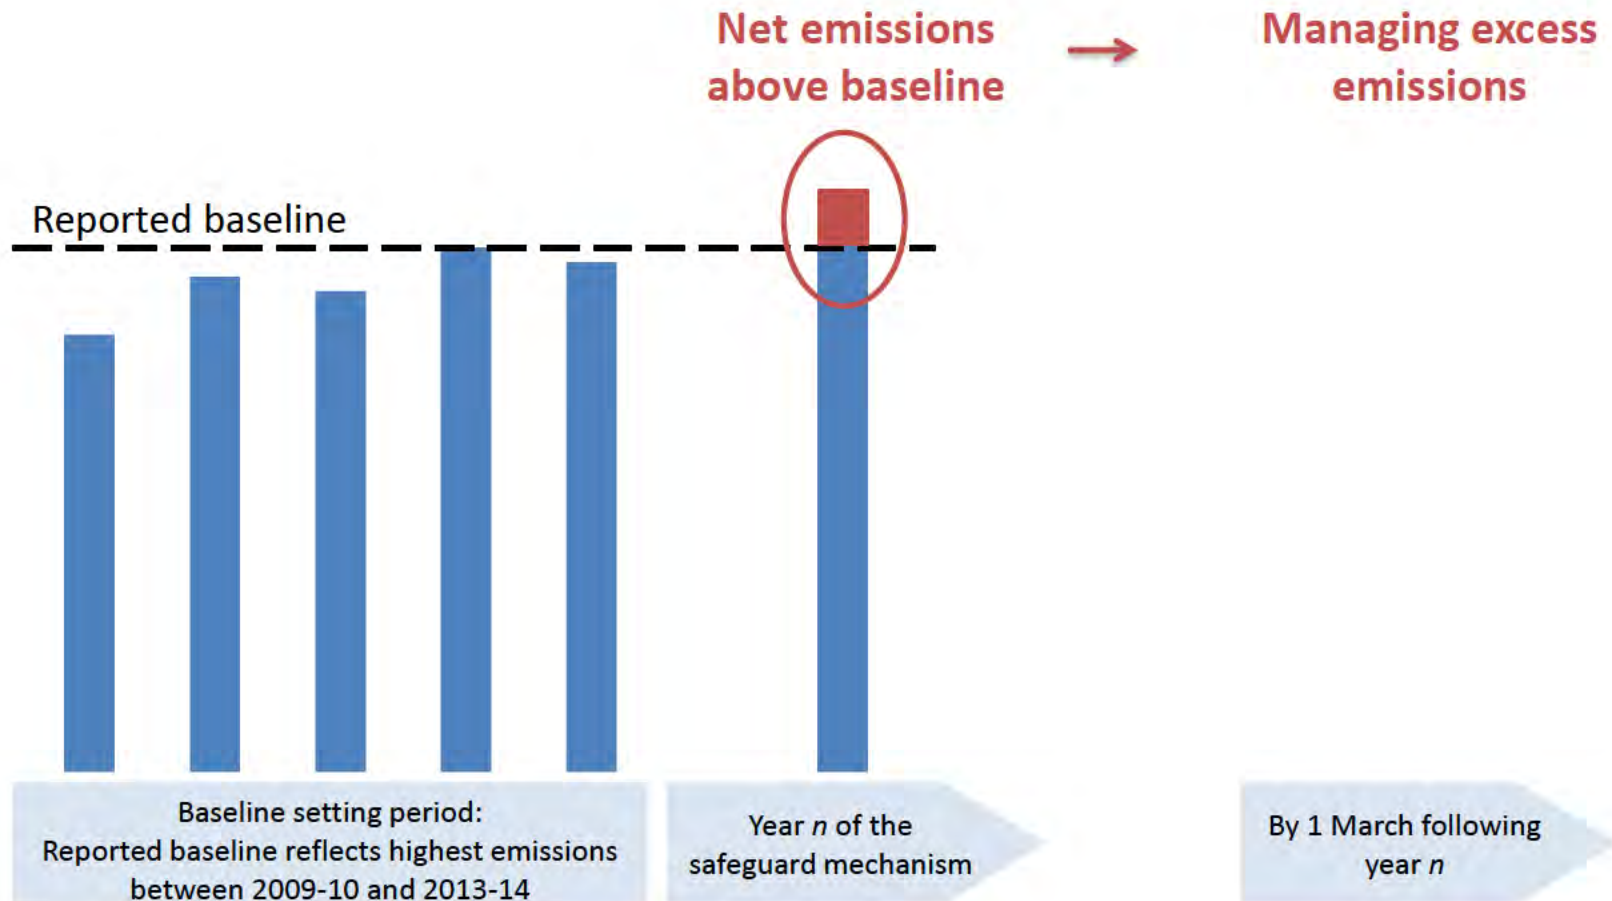 Net emissions
above baseline
Managing excess
emissions
Reported baseline
Baseline setting period:
Reported baseline reflects highest emissions
between 2009-10 and 2013-14
Year n of the
safeguard mechanism
By 1 March following
year n